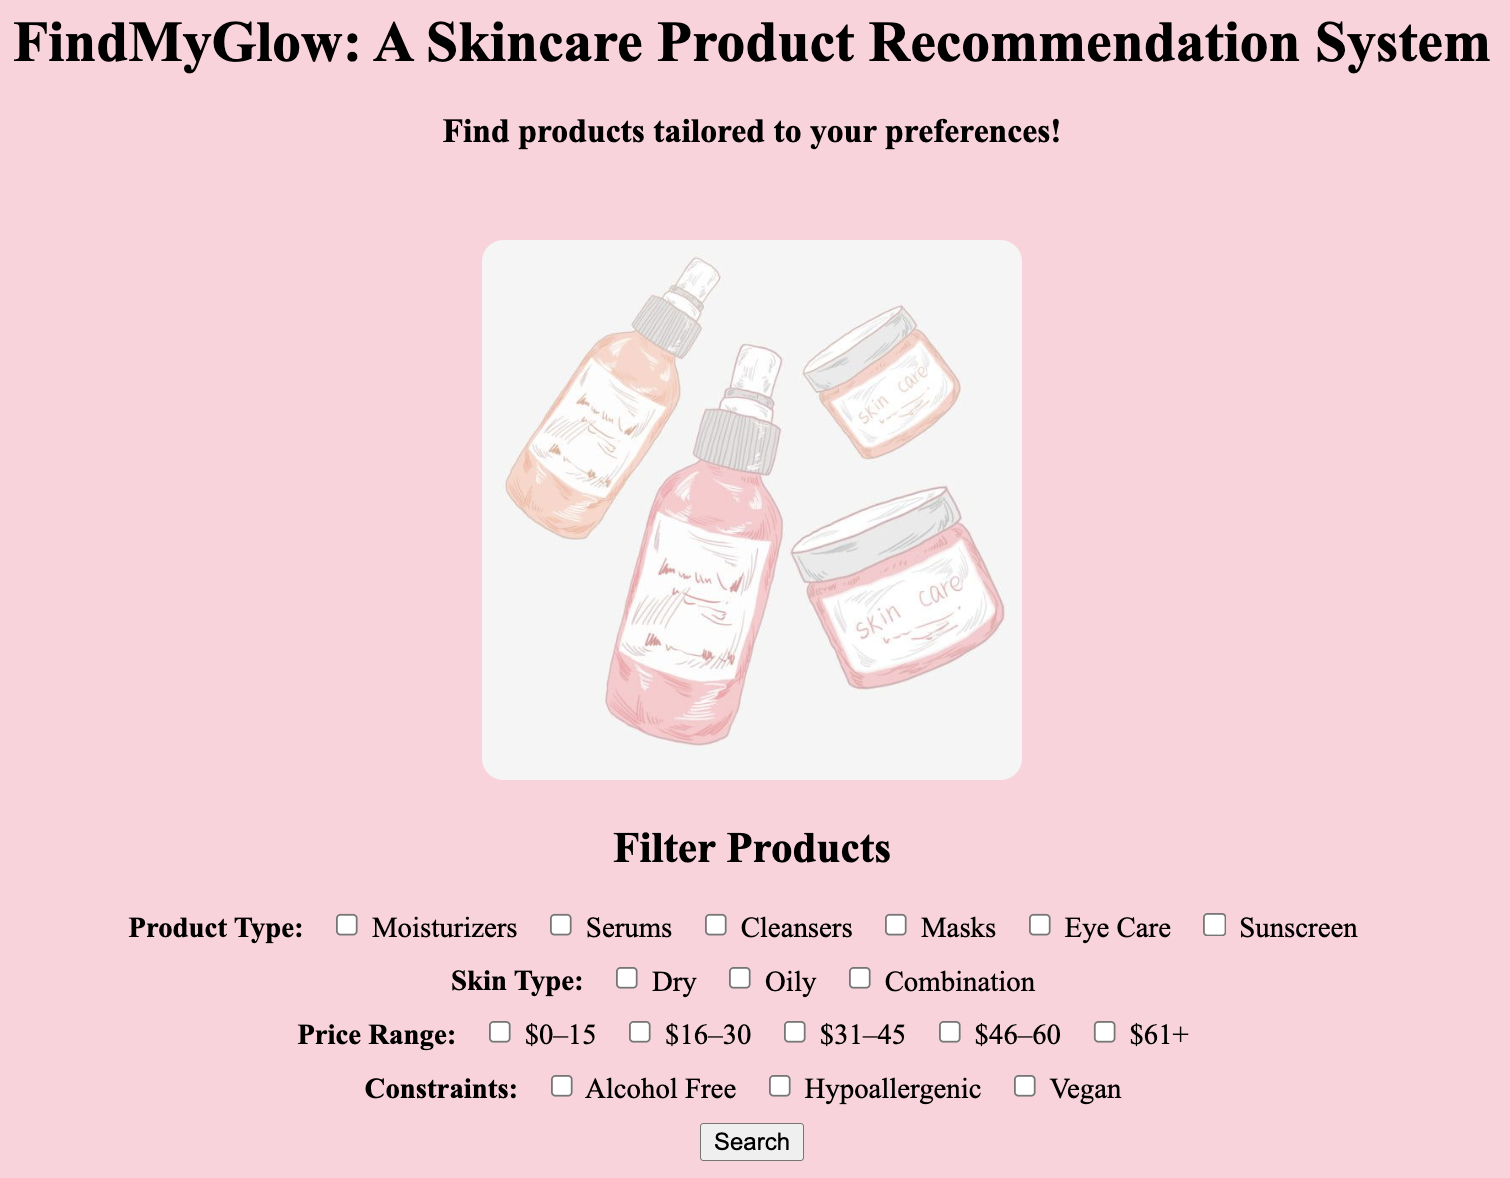 FindMyGlow: A Skincare Product Recommendation System
Find products tailored to your preferences!
skin care
skin care
Filter Products
Product Type: Moisturizers Serums Cleansers Masks Eye Care Sunscreen
Skin Type: Dry Oily Combination
Price Range: $0–15 $16–30 $31–45 $46–60 $61+
Constraints: Alcohol Free Hypoallergenic Vegan
Search